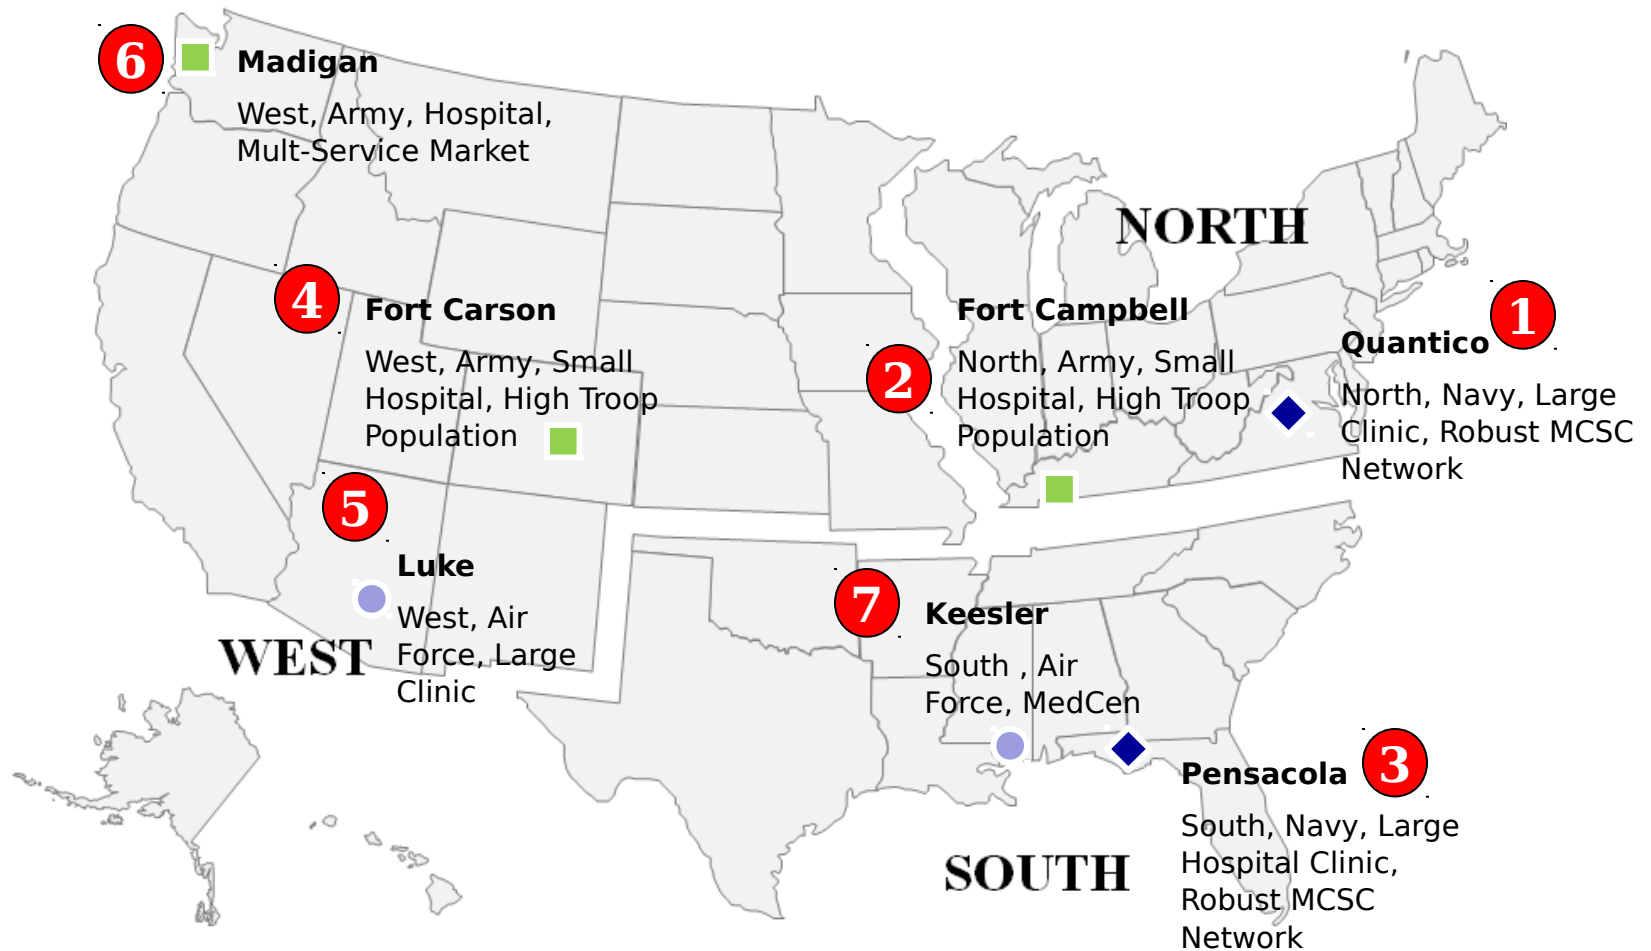 6
Madigan
West, Army, Hospital,
Mult-Service Market
NORTH
4
Fort Carson
West, Army, Small
Hospital, High Troop
Population
2
Fort Campbell
North, Army, Small
Hospital, High Troop
Population
1
Quantico
North, Navy, Large
Clinic, Robust MCSC
Network
5
Luke
West, Air
Force, Large
Clinic
WEST
7
Keesler
South , Air
Force, MedCen
3
Pensacola
South, Navy, Large
Hospital Clinic,
Robust MCSC
Network
SOUTH